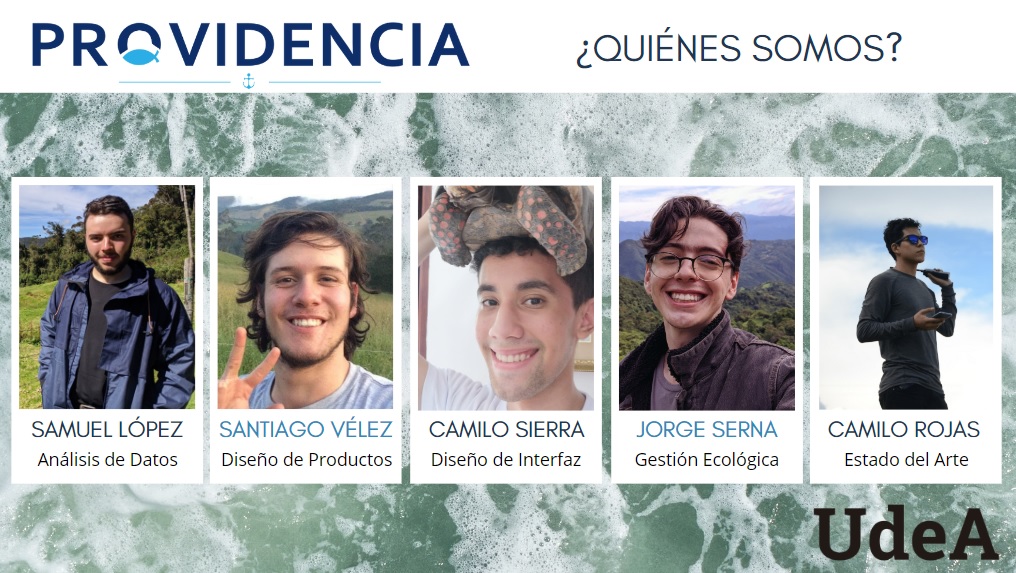 PROVIDENCIA
¿QUIÉNES SOMOS?
SAMUEL LÓPEZ
Análisis de Datos
SANTIAGO VÉLEZ
Diseño de Productos
CAMILO SIERRA
Diseño de Interfaz
JORGE SERNA
Gestión Ecológica
CAMILO ROJAS
Estado del Arte
UdeA